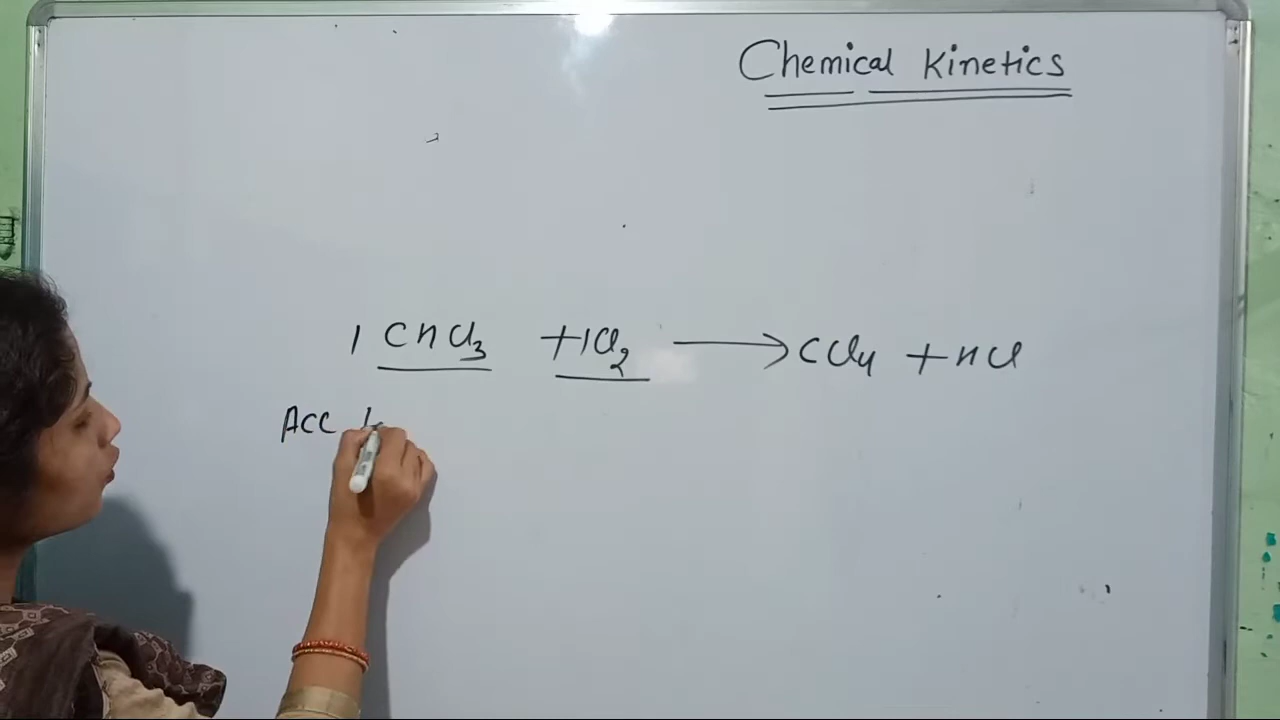 Chemical Kinetics
1 CHCl3 + 1Cl2 → CCl4 + HCl
Acc